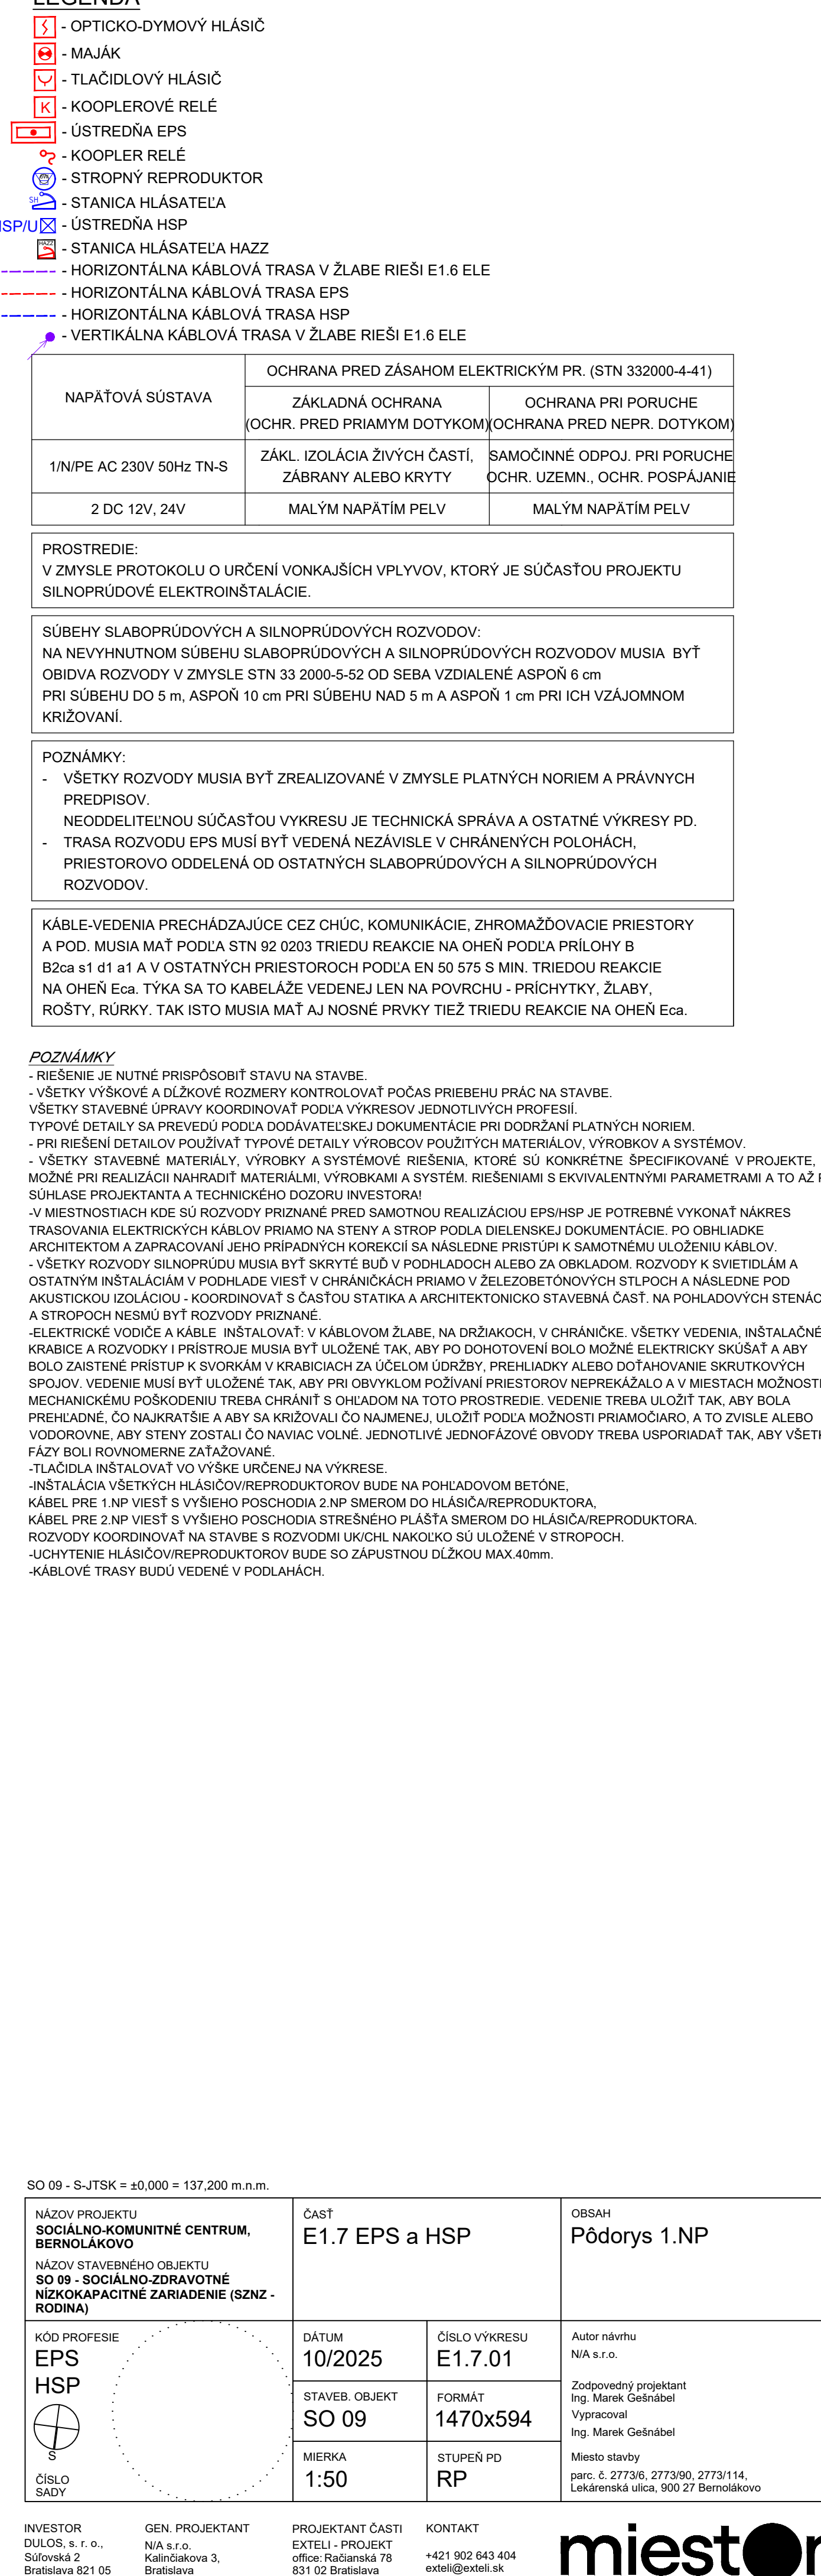 LEGENDA
- OPTICKO-DYMOVÝ HLÁSIČ
- MAJÁK
- TLAČIDLOVÝ HLÁSIČ
K - KOOPLEROVÉ RELÉ
- ÚSTREDŇA EPS
- KOOPLER RELÉ
- STROPNÝ REPRODUKTOR
SH - STANICA HLÁSATEĽA
HSP/U - ÚSTREDŇA HSP
HAZZ - STANICA HLÁSATEĽA HAZZ
- HORIZONTÁLNA KÁBLOVÁ TRASA V ŽLABE RIEŠI E1.6 ELE
- HORIZONTÁLNA KÁBLOVÁ TRASA EPS
- HORIZONTÁLNA KÁBLOVÁ TRASA HSP
- VERTIKÁLNA KÁBLOVÁ TRASA V ŽLABE RIEŠI E1.6 ELE
NAPÄŤOVÁ SÚSTAVA
OCHRANA PRED ZÁSAHOM ELEKTRICKÝM PR. (STN 332000-4-41)
ZÁKLADNÁ OCHRANA
(OCHR. PRED PRIAMYM DOTYKOM)
OCHRANA PRI PORUCHE
(OCHRANA PRED NEPR. DOTYKOM)
1/N/PE AC 230V 50Hz TN-S
ZÁKL. IZOLÁCIA ŽIVÝCH ČASTÍ,
ZÁBRANY ALEBO KRYTY
SAMOČINNÉ ODPOJ. PRI PORUCHE
OCHR. UZEMN., OCHR. POSPÁJANIE
2 DC 12V, 24V
MALÝM NAPÄTÍM PELV
MALÝM NAPÄTÍM PELV
PROSTREDIE:
V ZMYSLE PROTOKOLU O URČENÍ VONKAJŠÍCH VPLYVOV, KTORÝ JE SÚČASŤOU PROJEKTU
SILNOPRÚDOVÉ ELEKTROINŠTALÁCIE.
SÚBEHY SLABOPRÚDOVÝCH A SILNOPRÚDOVÝCH ROZVODOV:
NA NEVYHNUTNOM SÚBEHU SLABOPRÚDOVÝCH A SILNOPRÚDOVÝCH ROZVODOV MUSIA BYŤ
OBIDVA ROZVODY V ZMYSLE STN 33 2000-5-52 OD SEBA VZDIALENÉ ASPOŇ 6 cm
PRI SÚBEHU DO 5 m, ASPOŇ 10 cm PRI SÚBEHU NAD 5 m A ASPOŇ 1 cm PRI ICH VZÁJOMNOM
KRIŽOVANÍ.
POZNÁMKY:
- VŠETKY ROZVODY MUSIA BYŤ ZREALIZOVANÉ V ZMYSLE PLATNÝCH NORIEM A PRÁVNYCH
PREDPISOV.
NEODDELITEĽNOU SÚČASŤOU VYKRESU JE TECHNICKÁ SPRÁVA A OSTATNÉ VÝKRESY PD.
- TRASA ROZVODU EPS MUSÍ BYŤ VEDENÁ NEZÁVISLE V CHRÁNENÝCH POLOHÁCH,
PRIESTOROVO ODDELENÁ OD OSTATNÝCH SLABOPRÚDOVÝCH A SILNOPRÚDOVÝCH
ROZVODOV.
KÁBLE-VEDENIA PRECHÁDZAJÚCE CEZ CHÚC, KOMUNIKÁCIE, ZHROMAŽĎOVACIE PRIESTORY
A POD. MUSIA MAŤ PODĽA STN 92 0203 TRIEDU REAKCIE NA OHEŇ PODĽA PRÍLOHY B
B2ca s1 d1 a1 A V OSTATNÝCH PRIESTOROCH PODĽA EN 50 575 S MIN. TRIEDOU REAKCIE
NA OHEŇ Eca. TÝKA SA TO KABELÁŽE VEDENEJ LEN NA POVRCHU - PRÍCHYTKY, ŽLABY,
ROŠTY, RÚRKY. TAK ISTO MUSIA MAŤ AJ NOSNÉ PRVKY TIEŽ TRIEDU REAKCIE NA OHEŇ Eca.
POZNÁMKY
- RIEŠENIE JE NUTNÉ PRISPÔSOBIŤ STAVU NA STAVBE.
- VŠETKY VÝŠKOVÉ A DĹŽKOVÉ ROZMERY KONTROLOVAŤ POČAS PRIEBEHU PRÁC NA STAVBE.
VŠETKY STAVEBNÉ ÚPRAVY KOORDINOVAŤ PODĽA VÝKRESOV JEDNOTLIVÝCH PROFESIÍ.
TYPOVÉ DETAILY SA PREVEDÚ PODĽA DODÁVATEĽSKEJ DOKUMENTÁCIE PRI DODRŽANÍ PLATNÝCH NORIEM.
- PRI RIEŠENÍ DETAILOV POUŽÍVAŤ TYPOVÉ DETAILY VÝROBCOV POUŽITÝCH MATERIÁLOV, VÝROBKOV A SYSTÉMOV.
- VŠETKY STAVEBNÉ MATERIÁLY, VÝROBKY A SYSTÉMOVÉ RIEŠENIA, KTORÉ SÚ KONKRÉTNE ŠPECIFIKOVANÉ V PROJEKTE,
MOŽNÉ PRI REALIZÁCII NAHRADIŤ MATERIÁLMI, VÝROBKAMI A SYSTÉM. RIEŠENIAMI S EKVIVALENTNÝMI PARAMETRAMI A TO AŽ
SÚHLASE PROJEKTANTA A TECHNICKÉHO DOZORU INVESTORA!
-V MIESTNOSTIACH KDE SÚ ROZVODY PRIZNANÉ PRED SAMOTNOU REALIZÁCIOU EPS/HSP JE POTREBNÉ VYKONAŤ NÁKRES
TRASOVANIA ELEKTRICKÝCH KÁBLOV PRIAMO NA STENY A STROP PODLA DIELENSKEJ DOKUMENTÁCIE. PO OBHLIADKE
ARCHITEKTOM A ZAPRACOVANÍ JEHO PRÍPADNÝCH KOREKCIÍ SA NÁSLEDNE PRISTÚPI K SAMOTNÉMU ULOŽENIU KÁBLOV.
- VŠETKY ROZVODY SILNOPRÚDU MUSIA BYŤ SKRYTÉ BUĎ V PODHLADOCH ALEBO ZA OBKLADOM. ROZVODY K SVIETIDLÁM A
OSTATNÝM INŠTALÁCIÁM V PODHLADE VIESŤ V CHRÁNIČKÁCH PRIAMO V ŽELEZOBETÓNOVÝCH STLPOCH A NÁSLEDNE POD
AKUSTICKOU IZOLÁCIOU - KOORDINOVAŤ S ČASŤOU STATIKA A ARCHITEKTONICKO STAVEBNÁ ČASŤ. NA POHLADOVÝCH STENÁC
A STROPOCH NESMÚ BYŤ ROZVODY PRIZNANÉ.
-ELEKTRICKÉ VODIČE A KÁBLE INŠTALOVAŤ: V KÁBLOVOM ŽLABE, NA DRŽIAKOCH, V CHRÁNIČKE. VŠETKY VEDENIA, INŠTALAČNÉ
KRABICE A ROZVODKY I PRÍSTROJE MUSIA BYŤ ULOŽENÉ TAK, ABY PO DOHOTOVENÍ BOLO MOŽNÉ ELEKTRICKY SKÚŠAŤ A ABY
BOLO ZAISTENÉ PRÍSTUP K SVORKÁM V KRABICIACH ZA ÚČELOM ÚDRŽBY, PREHLIADKY ALEBO DOŤAHOVANIE SKRUTKOVÝCH
SPOJOV. VEDENIE MUSÍ BYŤ ULOŽENÉ TAK, ABY PRI OBVYKLOM POŽÍVANÍ PRIESTOROV NEPREKÁŽALO A V MIESTACH MOŽNOSTI
MECHANICKÉMU POŠKODENIU TREBA CHRÁNIŤ S OHĽADOM NA TOTO PROSTREDIE. VEDENIE TREBA ULOŽIŤ TAK, ABY BOLA
PREHĽADNÉ, ČO NAJKRATŠIE A ABY SA KRIŽOVALI ČO NAJMENEJ, ULOŽIŤ PODĽA MOŽNOSTI PRIAMOČIARO, A TO ZVISLE ALEBO
VODOROVNE, ABY STENY ZOSTALI ČO NAVIAC VOLNÉ. JEDNOTLIVÉ JEDNOFÁZOVÉ OBVODY TREBA USPORIADAŤ TAK, ABY VŠETK
FÁZY BOLI ROVNOMERNE ZAŤAŽOVANÉ.
-TLAČIDLA INŠTALOVAŤ VO VÝŠKE URČENEJ NA VÝKRESE.
-INŠTALÁCIA VŠETKÝCH HLÁSIČOV/REPRODUKTOROV BUDE NA POHĽADOVOM BETÓNE,
KÁBEL PRE 1.NP VIESŤ S VYŠIEHO POSCHODIA 2.NP SMEROM DO HLÁSIČA/REPRODUKTORA,
KÁBEL PRE 2.NP VIESŤ S VYŠIEHO POSCHODIA STREŠNÉHO PLÁŠŤA SMEROM DO HLÁSIČA/REPRODUKTORA.
ROZVODY KOORDINOVAŤ NA STAVBE S ROZVODMI UK/CHL NAKOĽKO SÚ ULOŽENÉ V STROPOCH.
-UCHYTENIE HLÁSIČOV/REPRODUKTOROV BUDE SO ZÁPUSTNOU DĹŽKOU MAX.40mm.
-KÁBLOVÉ TRASY BUDÚ VEDENÉ V PODLAHÁCH.
SO 09 - S-JTSK = ±0,000 = 137,200 m.n.m.
NÁZOV PROJEKTU
SOCIÁLNO-KOMUNITNÉ CENTRUM,
BERNOLÁKOVO
NÁZOV STAVEBNÉHO OBJEKTU
SO 09 - SOCIÁLNO-ZDRAVOTNÉ
NÍZKOKAPACITNÉ ZARIADENIE (SZNZ -
RODINA)
ČASŤ
E1.7 EPS a HSP
OBSAH
Pôdorys 1.NP
KÓD PROFESIE
EPS
HSP
S
ČÍSLO
SADY
DÁTUM
10/2025
ČÍSLO VÝKRESU
E1.7.01
STAVEB. OBJEKT
SO 09
FORMÁT
1470x594
MIERKA
1:50
STUPEŇ PD
RP
Autor návrhu
N/A s.r.o.
Zodpovedný projektant
Ing. Marek Gešnábel
Vypracoval
Ing. Marek Gešnábel
Miesto stavby
parc. č. 2773/6, 2773/90, 2773/114,
Lekárenská ulica, 900 27 Bernolákovo
INVESTOR
DULOS, s. r. o.,
Súľovská 2
Bratislava 821 05
GEN. PROJEKTANT
N/A s.r.o.
Kalinčiakova 3,
Bratislava
PROJEKTANT ČASTI
EXTELI - PROJEKT
office: Račianská 78
831 02 Bratislava
KONTAKT
+421 902 643 404
exteli@exteli.sk
miestor